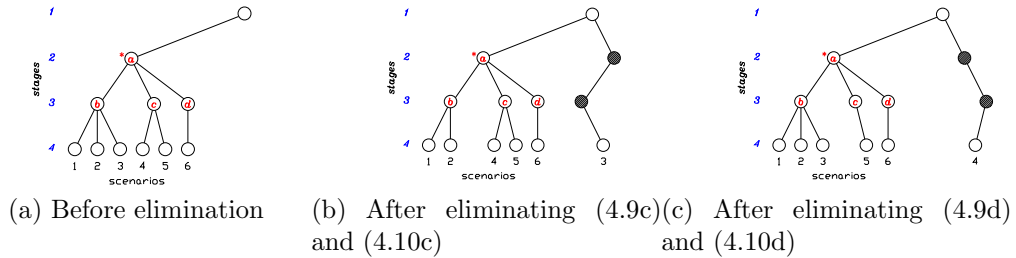 1
2
3
4
stages
* a
b c d
1 2 3 4 5 6
scenarios
(a) Before elimination
1
2
3
4
stages
* a
b c d
1 2 4 5 6 3
scenarios
(b) After eliminating (4.9c)
and (4.10c)
1
2
3
4
stages
* a
b c d
1 2 3 5 6 4
scenarios
(c) After eliminating (4.9d)
and (4.10d)